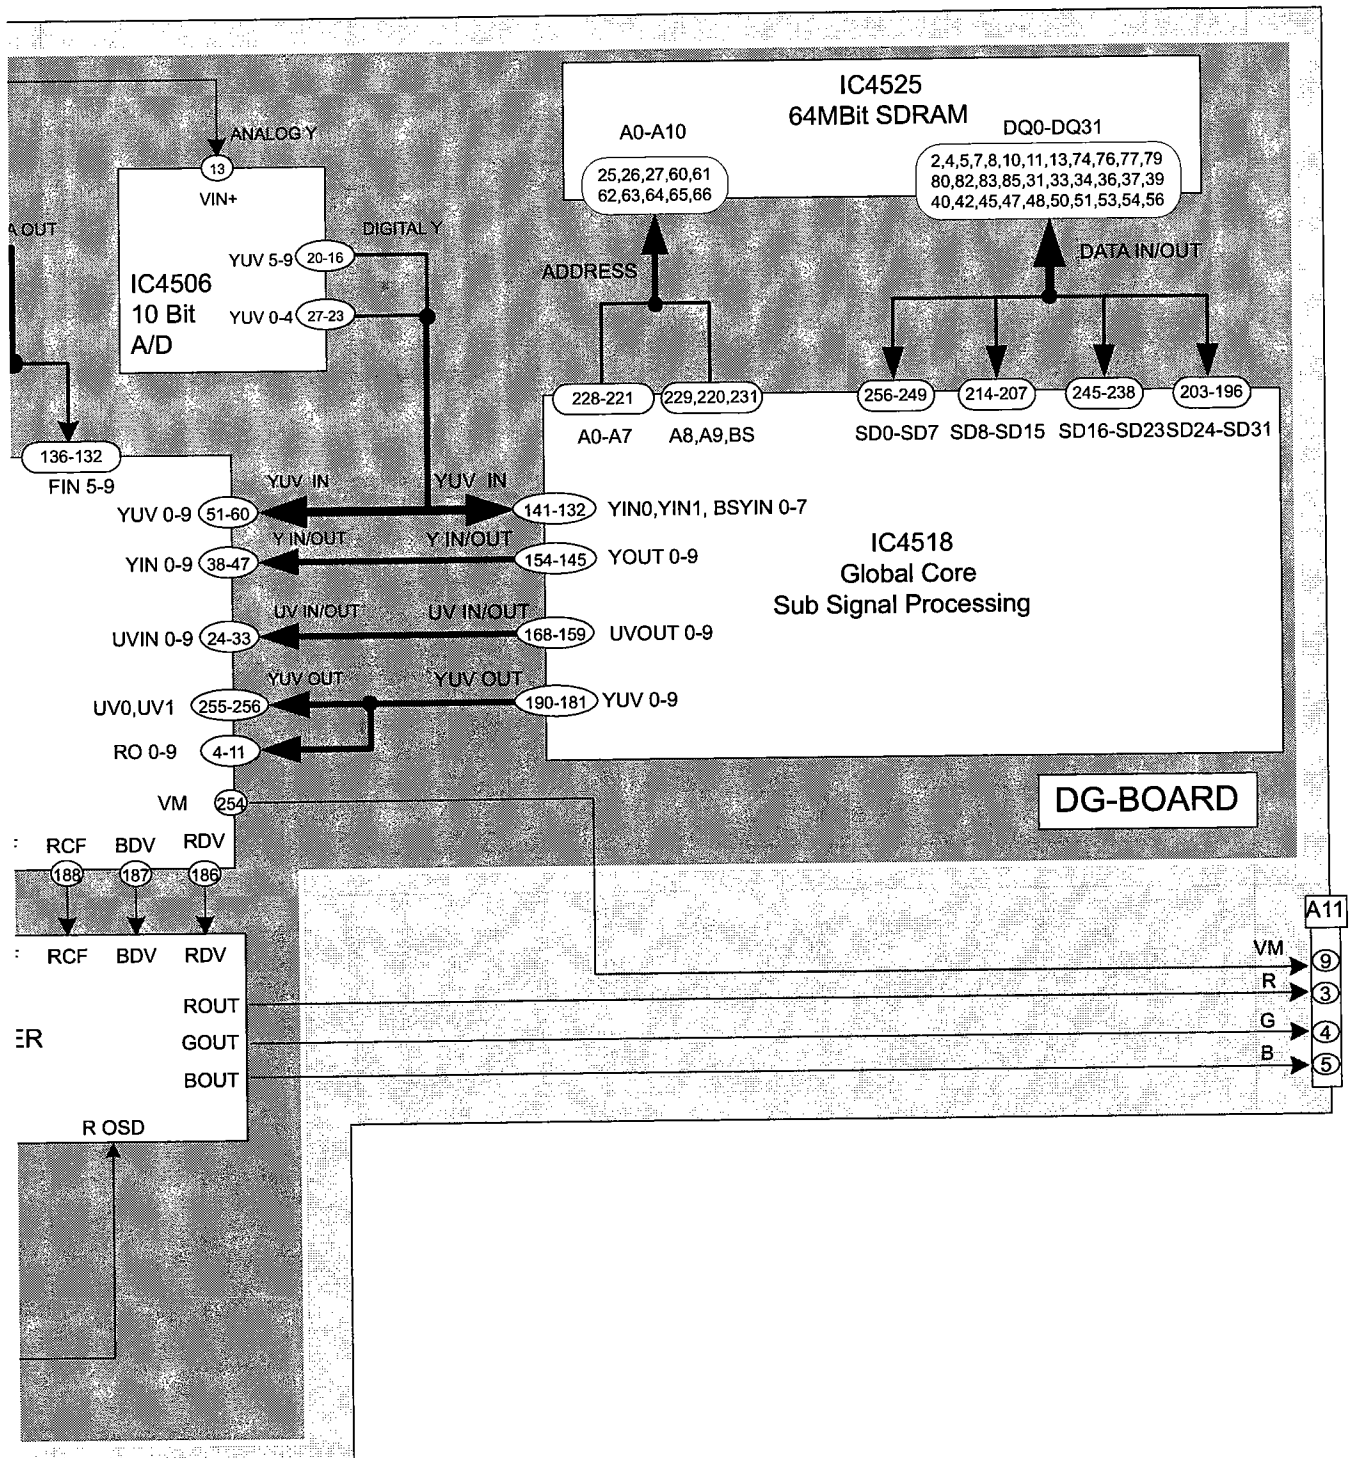 IC4525
64MBit SDRAM
A0-A10
DQ0-DQ31
25,26,27,60,61
62,63,64,65,66
2,4,5,7,8,10,11,13,74,76,77,79
80,82,83,85,31,33,34,36,37,39
40,42,45,47,48,50,51,53,54,56
ANALOG Y
13
VIN+
A OUT
DIGITAL Y
YUV 5-9
20-16
IC4506
10 Bit
A/D
YUV 0-4
27-23
ADDRESS
DATA IN/OUT
228-221
229,220,231
256-249
214-207
245-238
203-196
A0-A7
A8,A9,BS
SD0-SD7
SD8-SD15
SD16-SD23
SD24-SD31
136-132
FIN 5-9
YUV IN
YUV IN
YUV 0-9
51-60
141-132
YIN0,YIN1, BSYIN 0-7
Y IN/OUT
Y IN/OUT
YIN 0-9
38-47
154-145
YOUT 0-9
IC4518
Global Core
Sub Signal Processing
UV IN/OUT
UV IN/OUT
UVIN 0-9
24-33
168-159
UVOUT 0-9
YUV OUT
YUV OUT
UV0,UV1
255-256
190-181
YUV 0-9
RO 0-9
4-11
VM
254
DG-BOARD
RCF
BDV
RDV
188
187
186
RCF
BDV
RDV
A11
VM
9
R
3
G
4
B
5
ROUT
GOUT
BOUT
ER
R OSD